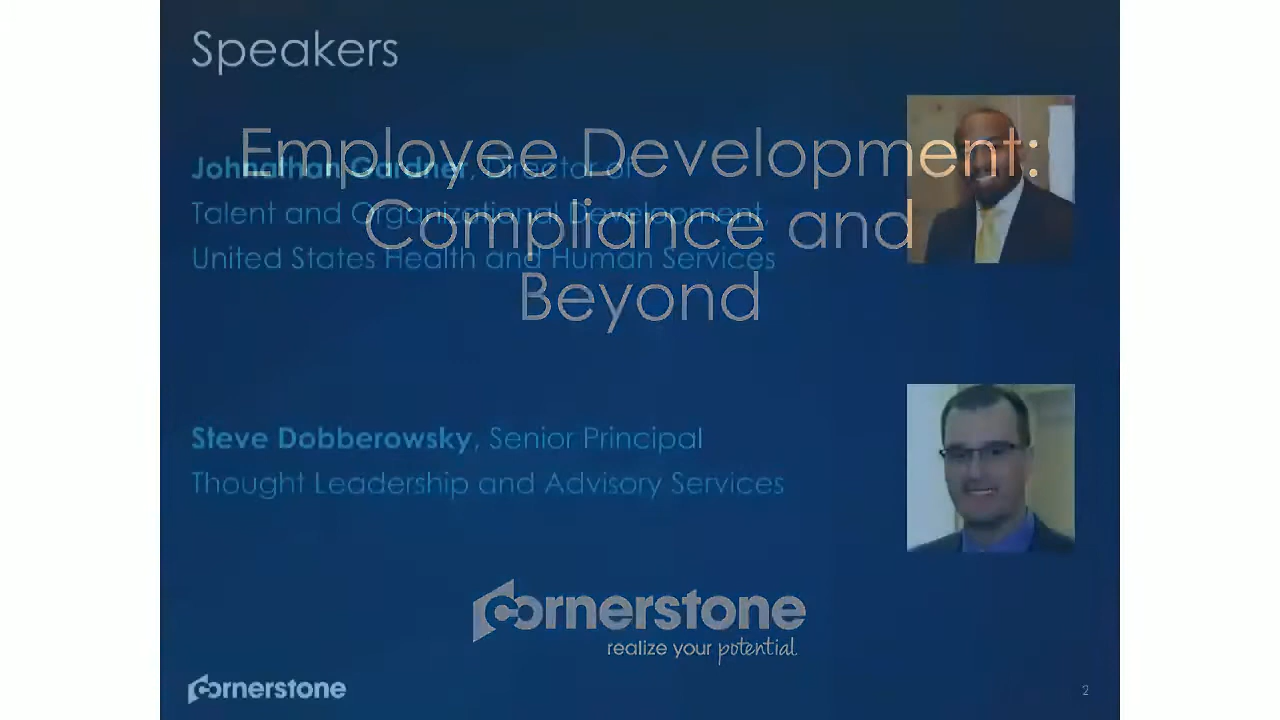 Speakers
Employee Development:
Compliance and
Beyond
Johnathan Gardner, Director of
Talent and Organizational Development,
United States Health and Human Services
Steve Dobberowsky, Senior Principal
Thought Leadership and Advisory Services
Cornerstone
realize your potential.
Cornerstone
2